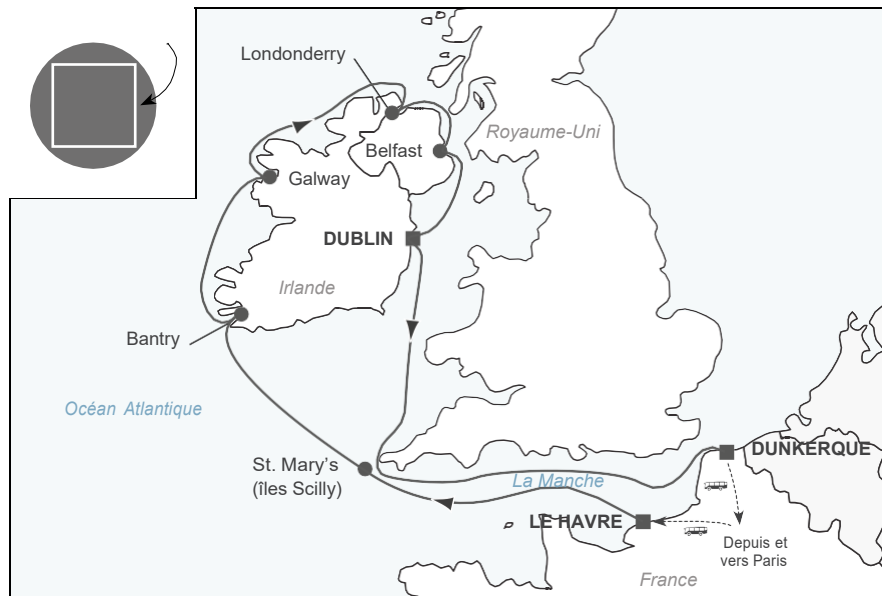 Londonderry
Royaume-Uni
Belfast
Galway
DUBLIN
Irlande
Bantry
Océan Atlantique
DUNKERQUE
St. Mary's
(îles Scilly)
La Manche
LE HAVRE
Depuis et
vers Paris
France